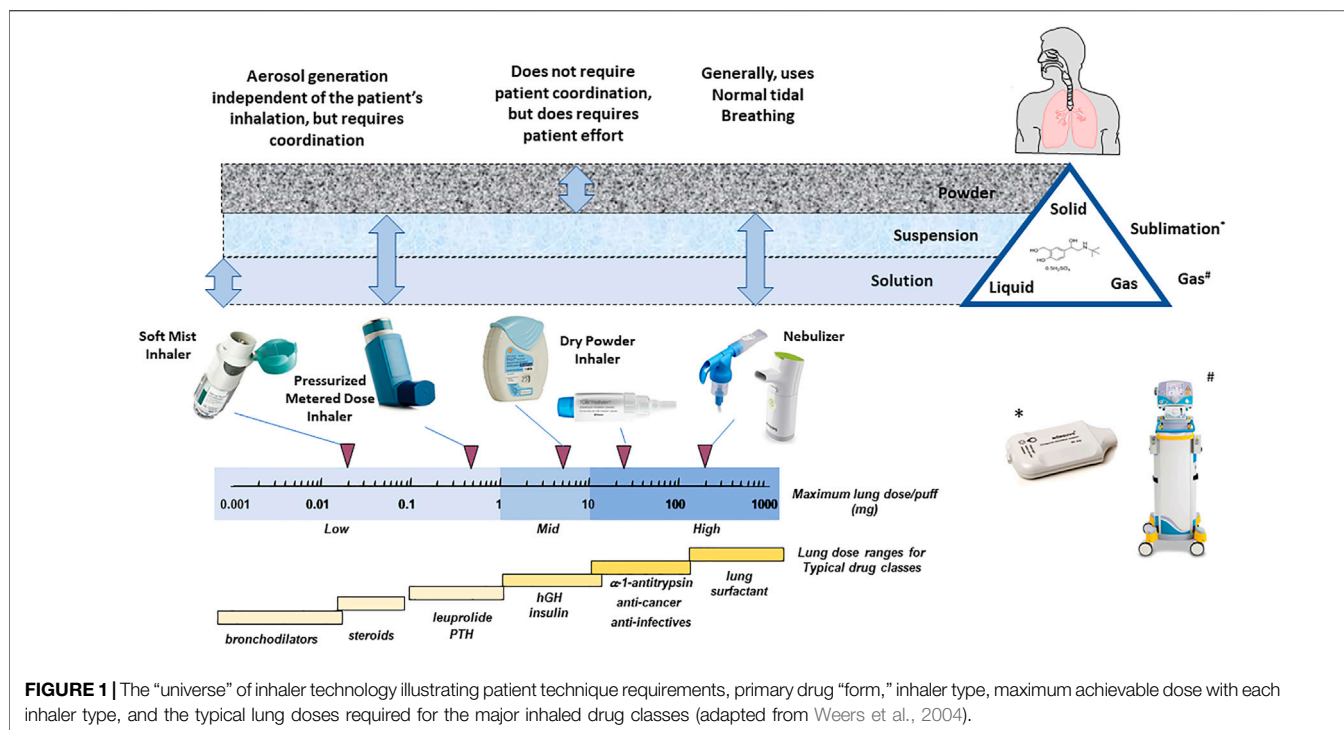 Aerosol generation
independent of the patient's
inhalation, but requires
coordination
Does not require
patient coordination,
but does requires
patient effort
Generally, uses
Normal tidal
Breathing
Powder
Suspension
Solution
Solid
Liquid
Gas
HO
OH
HO
0.5H₂SO₄
Sublimation*
Gas#
Soft Mist
Inhaler
Pressurized
Metered Dose
Inhaler
Dry Powder
Inhaler
Nebulizer
*
#
0.001 0.01 0.1 1 10 100 1000
Low Mid High
Maximum lung dose/puff
(mg)
Lung dose ranges for
Typical drug classes
bronchodilators
steroids
leuprolide
PTH
hGH
insulin
α-1-antitrypsin
anti-cancer
anti-infectives
lung
surfactant
FIGURE 1 | The “universe” of inhaler technology illustrating patient technique requirements, primary drug “form,” inhaler type, maximum achievable dose with each
inhaler type, and the typical lung doses required for the major inhaled drug classes (adapted from Weers et al., 2004).